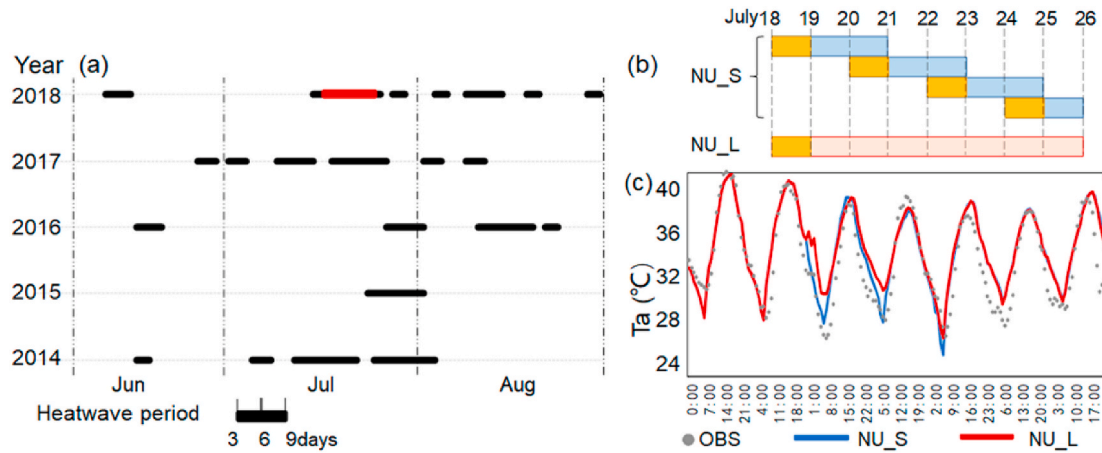 Year (a)
2018
2017
2016
2015
2014
Jun Jul Aug
Heatwave period
3 6 9days
July18 19 20 21 22 23 24 25 26
(b)
NU_S
NU_L
(c)
Ta (℃)
40
36
32
28
24
0:00 7:00 14:00 21:00 4:00 11:00 18:00 1:00 8:00 15:00 22:00 5:00 12:00 19:00 2:00 9:00 16:00 23:00 6:00 13:00 20:00 3:00 10:00 17:00
OBS NU_S NU_L